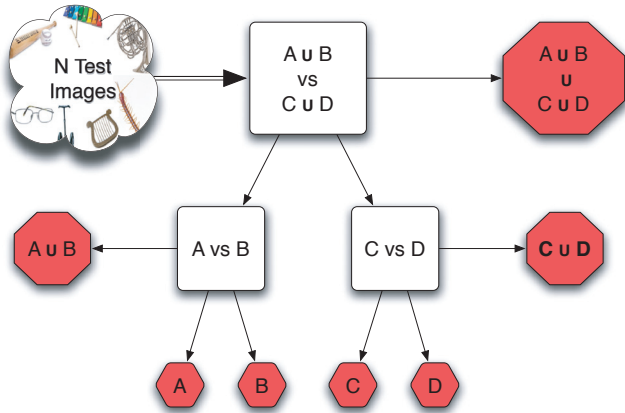 N Test
Images
A ∪ B
vs
C ∪ D
A ∪ B
∪
C ∪ D
A ∪ B
A vs B
C vs D
C ∪ D
A
B
C
D